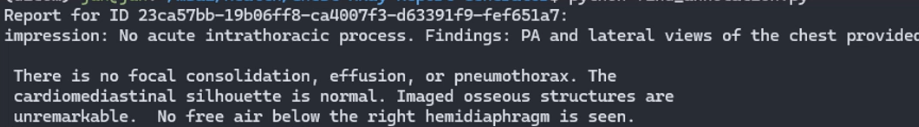 Report for ID 23ca57bb-19b06ff8-ca4007f3-d63391f9-fef651a7:
impression: No acute intrathoracic process. Findings: PA and lateral views of the chest provided
There is no focal consolidation, effusion, or pneumothorax. The
cardiomediastinal silhouette is normal. Imaged osseous structures are
unremarkable.  No free air below the right hemidiaphragm is seen.